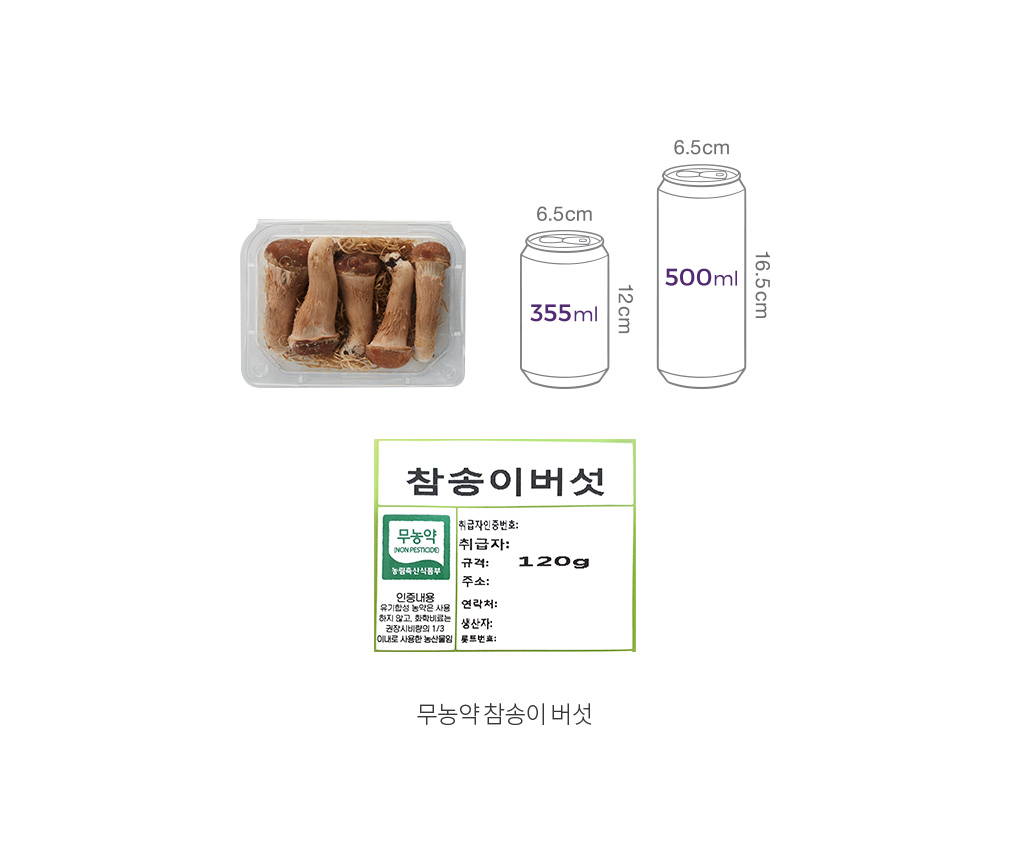 6.5cm
6.5cm
355ml
12cm
500ml
16.5cm
참송이버섯
무농약
(NON PESTICIDE)
농림축산식품부
인증내용
유기합성 농약은 사용
하지 않고, 화학비료는
권장시비량의 1/3
이내로 사용한 농산물임
취급자인증번호:
취급자:
규격: 120g
주소:
연락처:
생산자:
롯트번호:
무농약 참송이 버섯